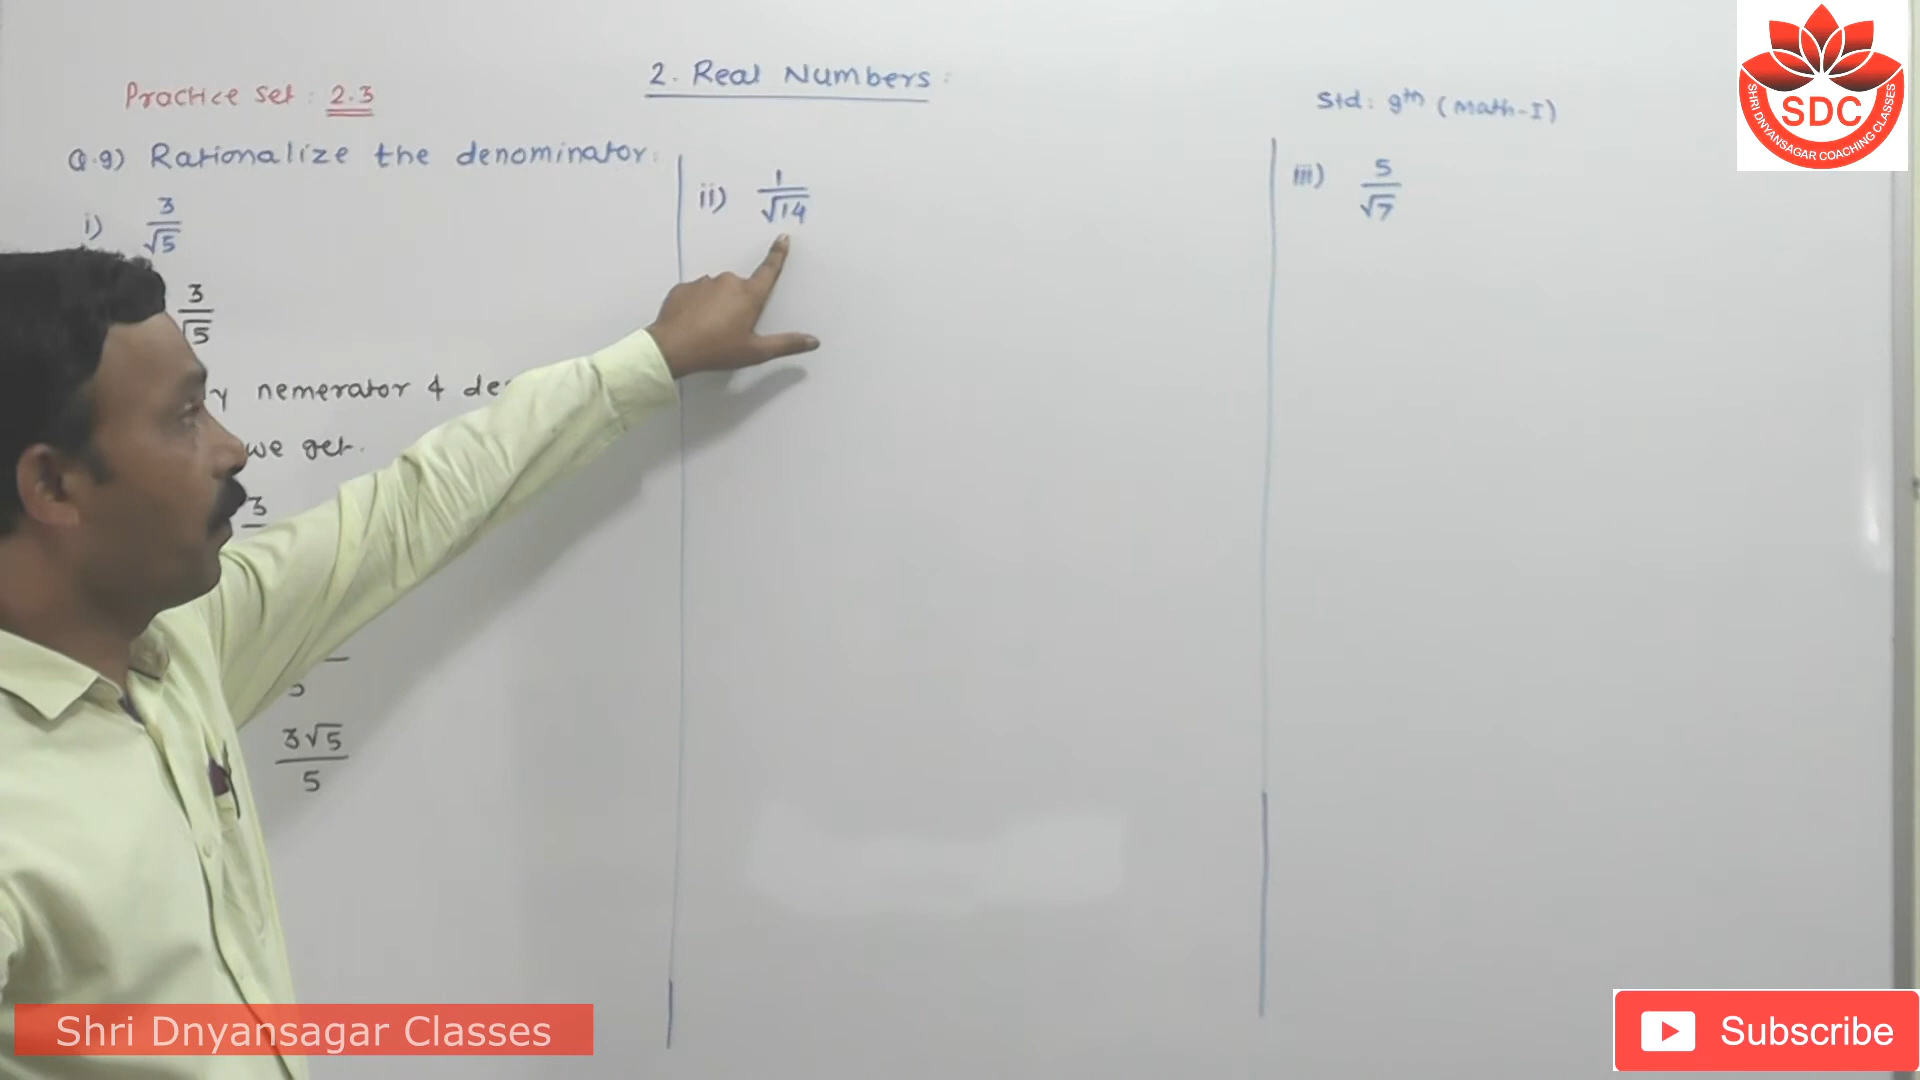 2. Real Numbers:
Practice set: 2.3
Std: 9th (Math-I)
Q.9) Rationalize the denominator:
i) 3/√5
3/√5
nemerator &
we get.
3
5
3√5/5
ii) 1/√14
iii) 5/√7
SDC
SHRI DNYANSAGAR COACHING CLASSES
Shri Dnyansagar Classes
Subscribe